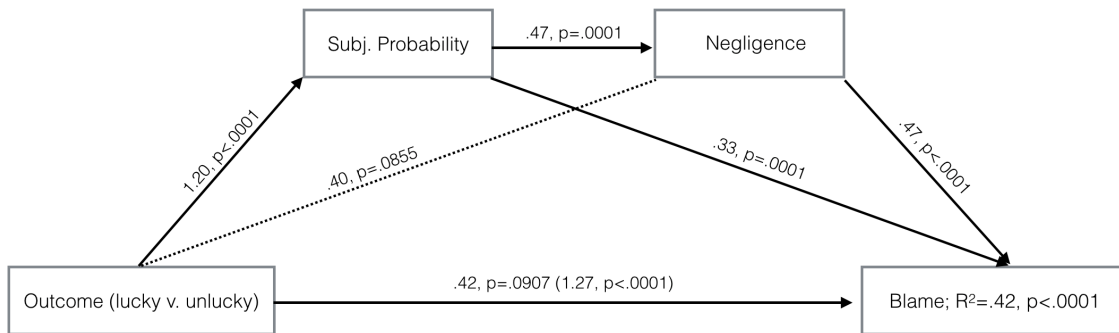 Subj. Probability
.47, p=.0001
Negligence
1.20, p<.0001
.40, p=.0855
.33, p=.0001
.47, p<.0001
Outcome (lucky v. unlucky)
.42, p=.0907 (1.27, p<.0001)
Blame; R²=.42, p<.0001